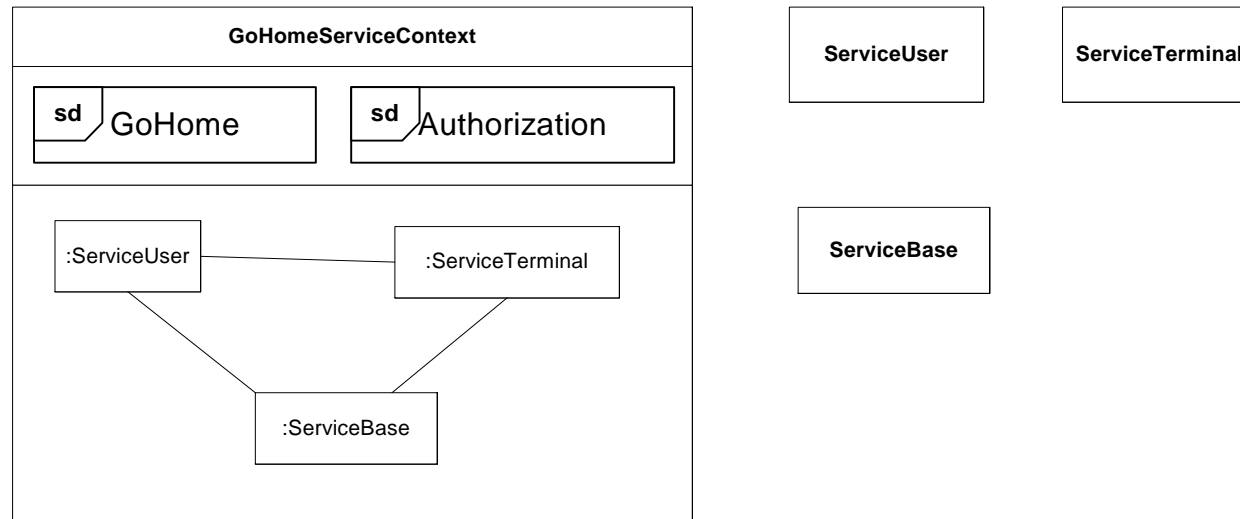 GoHomeServiceContext
sd GoHome
sd Authorization
:ServiceUser
:ServiceTerminal
:ServiceBase
ServiceUser
ServiceTerminal
ServiceBase